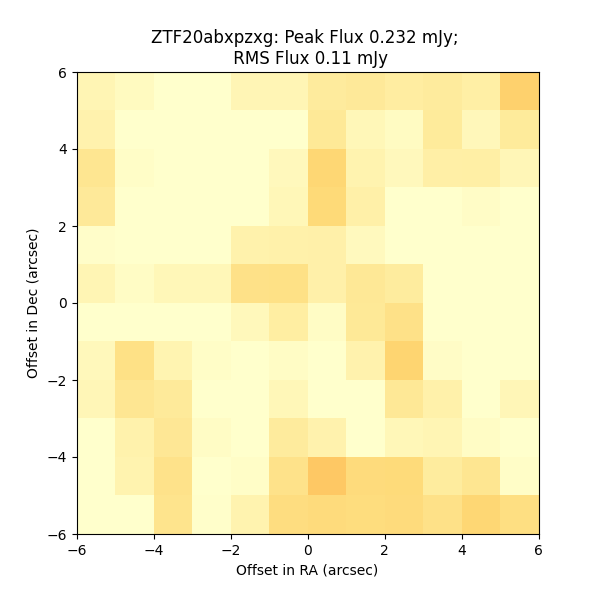 ZTF20abxpzxg: Peak Flux 0.232 mJy;
RMS Flux 0.11 mJy
6
4
2
0
−2
−4
−6
Offset in Dec (arcsec)
−6 −4 −2 0 2 4 6
Offset in RA (arcsec)